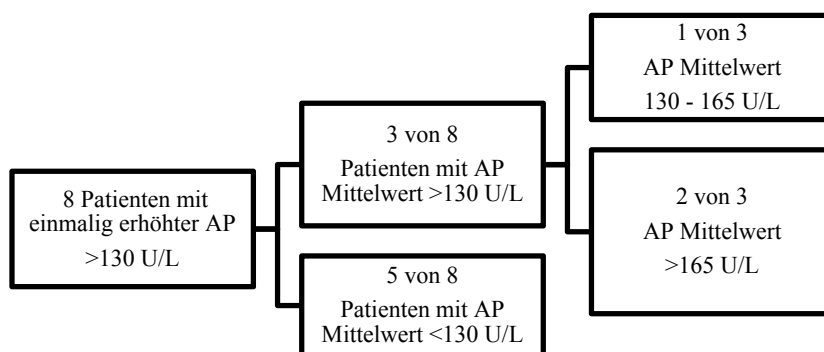 8 Patienten mit
einmalig erhöhter AP
>130 U/L
3 von 8
Patienten mit AP
Mittelwert >130 U/L
5 von 8
Patienten mit AP
Mittelwert <130 U/L
1 von 3
AP Mittelwert
130 - 165 U/L
2 von 3
AP Mittelwert
>165 U/L